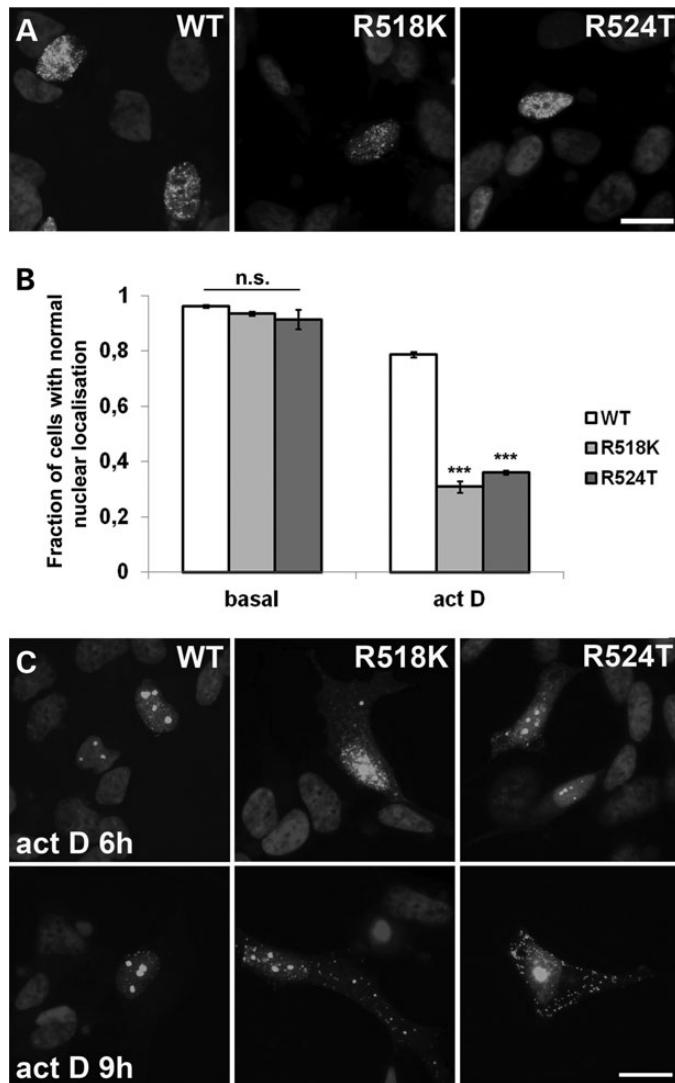 A
WT
R518K
R524T
B
n.s.
Fraction of cells with normal
nuclear localisation
1
0,8
0,6
0,4
0,2
0
***
***
basal
act D
WT
R518K
R524T
C
WT
R518K
R524T
act D 6h
act D 9h